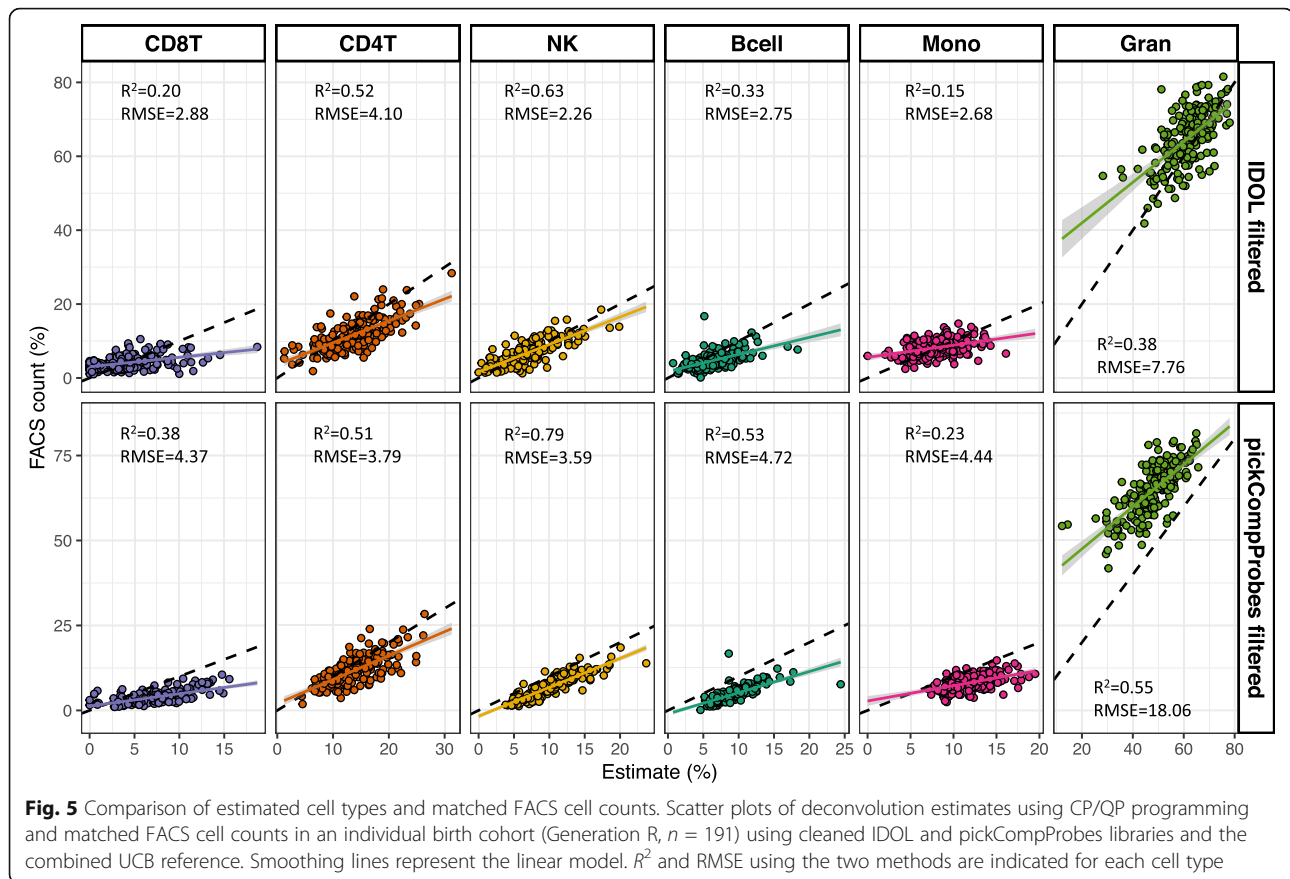 CD8T CD4T NK Bcell Mono Gran
R²=0.20 R²=0.52 R²=0.63 R²=0.33 R²=0.15
RMSE=2.88 RMSE=4.10 RMSE=2.26 RMSE=2.75 RMSE=2.68
R²=0.38
RMSE=7.76
80
60
40
20
0
IDOL filtered
FACS count (%)
R²=0.38 R²=0.51 R²=0.79 R²=0.53 R²=0.23
RMSE=4.37 RMSE=3.79 RMSE=3.59 RMSE=4.72 RMSE=4.44
R²=0.55
RMSE=18.06
75
50
25
0
pickCompProbes filtered
0 5 10 15 0 10 20 30 0 5 10 15 20 0 5 10 15 20 25 0 5 10 15 20 20 40 60 80
Estimate (%)
Fig. 5 Comparison of estimated cell types and matched FACS cell counts. Scatter plots of deconvolution estimates using CP/QP programming
and matched FACS cell counts in an individual birth cohort (Generation R, n = 191) using cleaned IDOL and pickCompProbes libraries and the
combined UCB reference. Smoothing lines represent the linear model. R² and RMSE using the two methods are indicated for each cell type